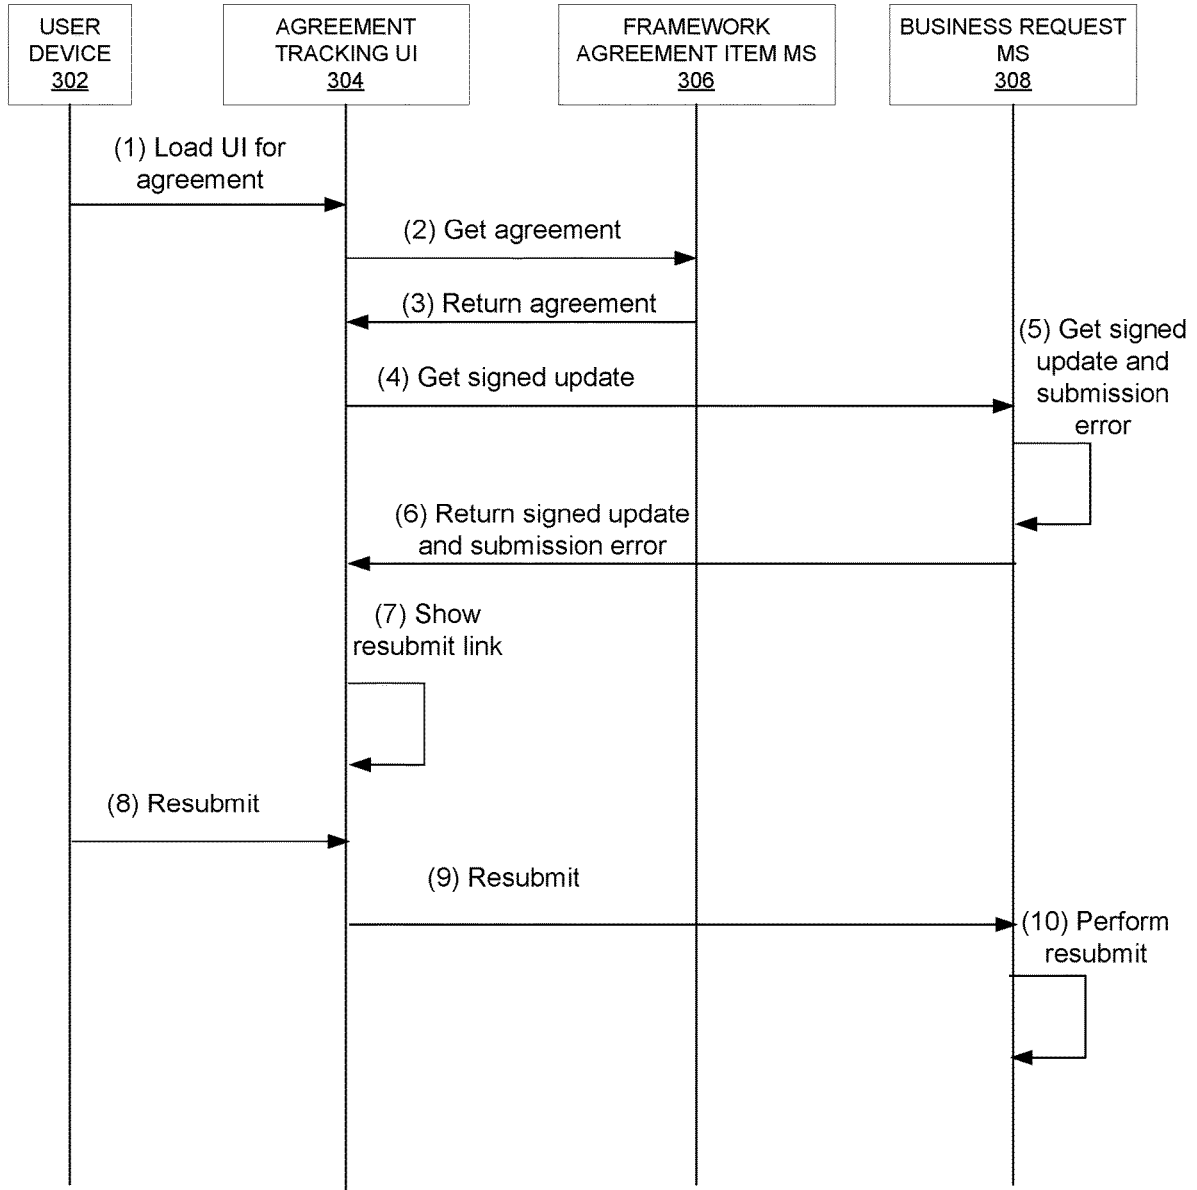 USER
DEVICE
302
AGREEMENT
TRACKING UI
304
FRAMEWORK
AGREEMENT ITEM MS
306
BUSINESS REQUEST
MS
308
(1) Load UI for
agreement
(2) Get agreement
(3) Return agreement
(4) Get signed update
(5) Get signed
update and
submission
error
(6) Return signed update
and submission error
(7) Show
resubmit link
(8) Resubmit
(9) Resubmit
(10) Perform
resubmit